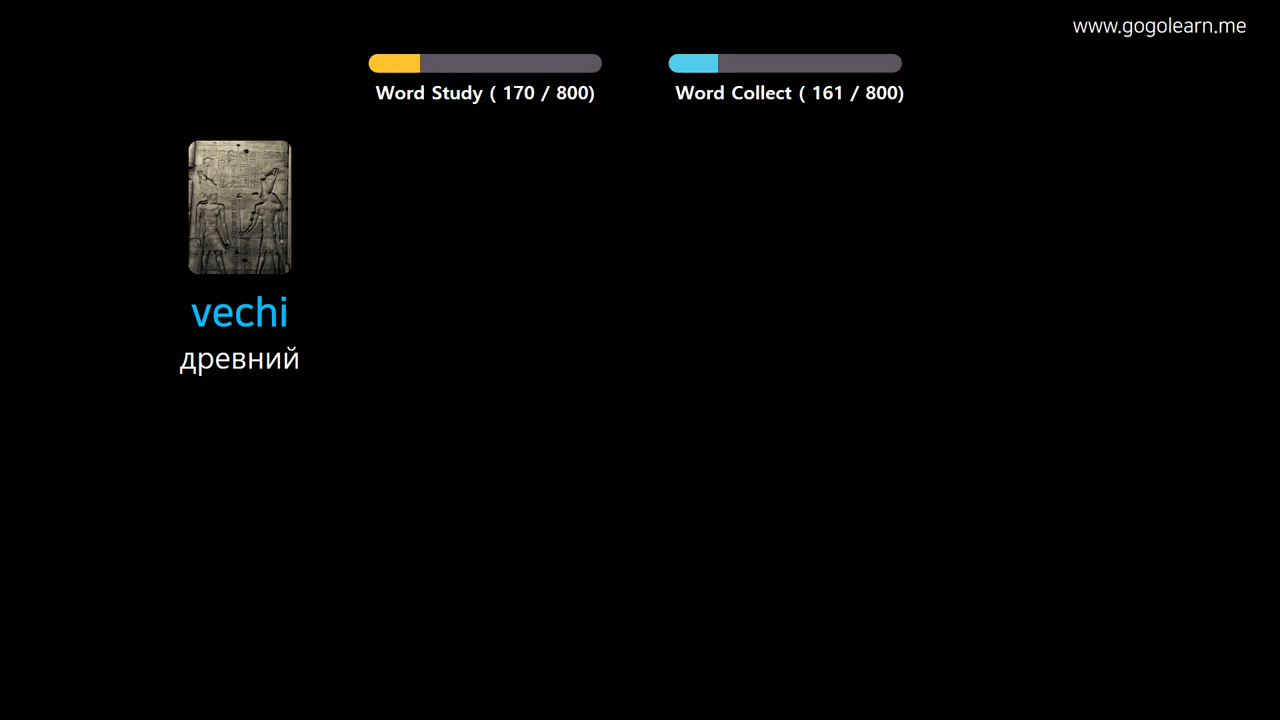 www.gogolearn.me
Word Study ( 170 / 800)
Word Collect ( 161 / 800)
vechi
древний